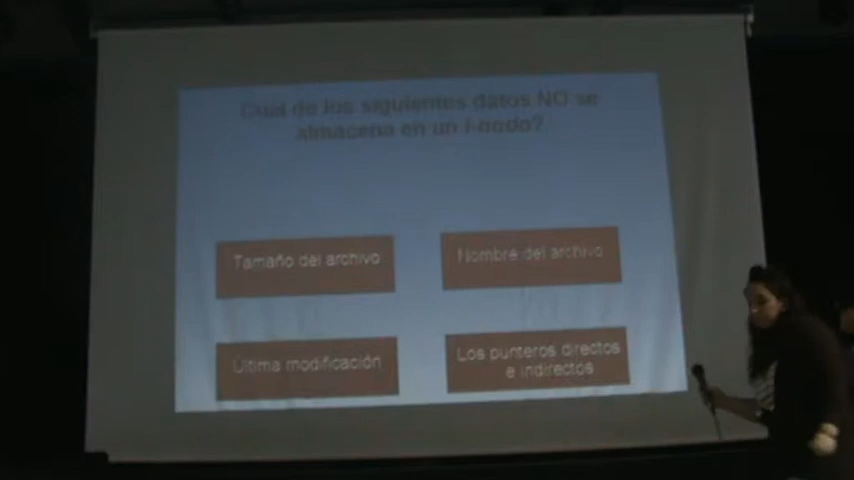 Cuál de los siguientes datos NO se
almacena en un i-nodo?
Tamaño del archivo
Nombre del archivo
Última modificación
Los punteros directos
e indirectos